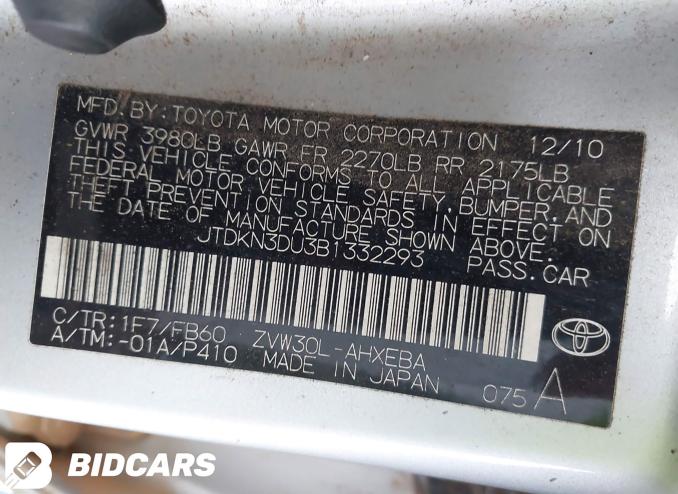 MFD.BY:TOYOTA MOTOR CORPORATION 12/10
GVWR 3980LB GAWR FR 2270LB RR 2175LB
THIS VEHICLE CONFORMS TO ALL APPLICABLE
FEDERAL MOTOR VEHICLE SAFETY,BUMPER,AND
THEFT PREVENTION STANDARDS IN EFFECT ON
THE DATE OF MANUFACTURE SHOWN ABOVE.
JTDKN3DU3B1332293 PASS.CAR
C/TR:1F7/FB60 ZVW30L-AHXEBA
A/TM:-01A/P410 MADE IN JAPAN 075 A
BIDCARS